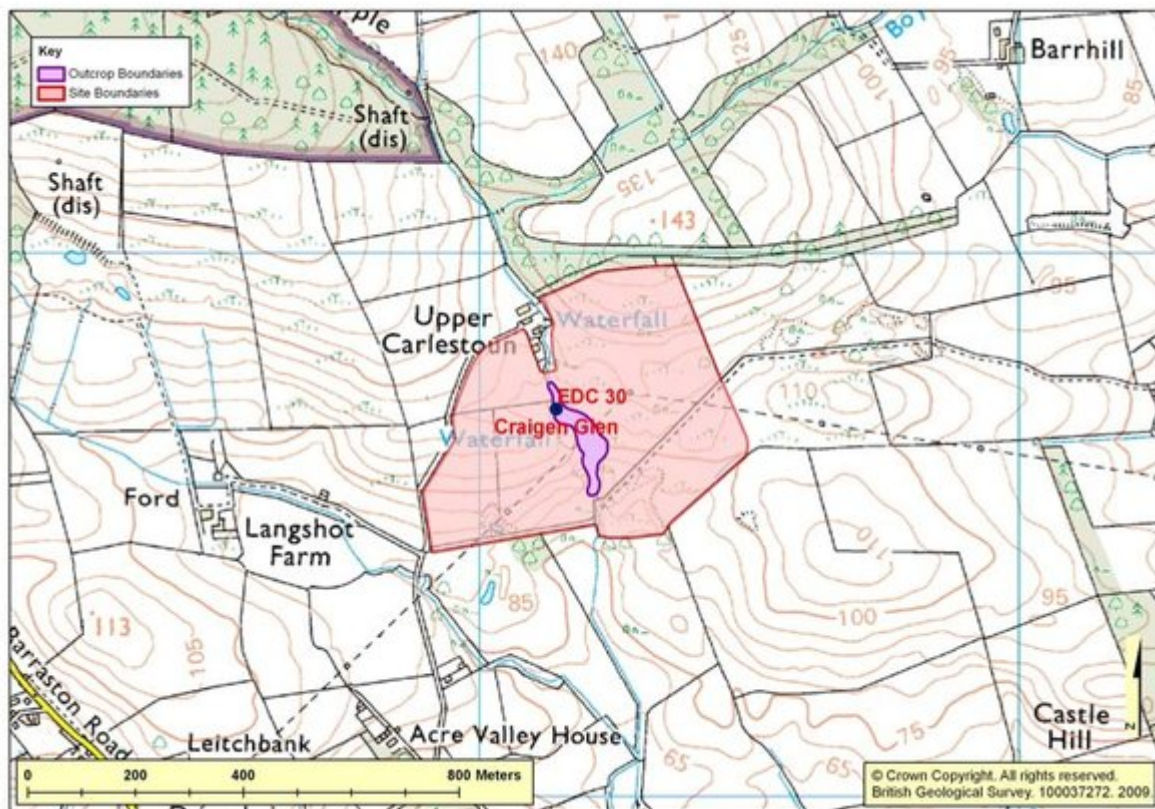 Key
Outcrop Boundaries
Site Boundaries
140
125
100
95
Barrhill
85
85
Shaft
(dis)
Shaft
(dis)
135
143
95
Upper
Carlestoun
Waterfall
EDC 30
110
Craigen Glen
Waterfall
Ford
Langshot
Farm
85
110
100
95
113
105
Barraston Road
Leitchbank
Acre Valley House
65
65
75
Castle
Hill
Z
0 200 400 800 Meters
© Crown Copyright. All rights reserved.
British Geological Survey. 100037272. 2009.